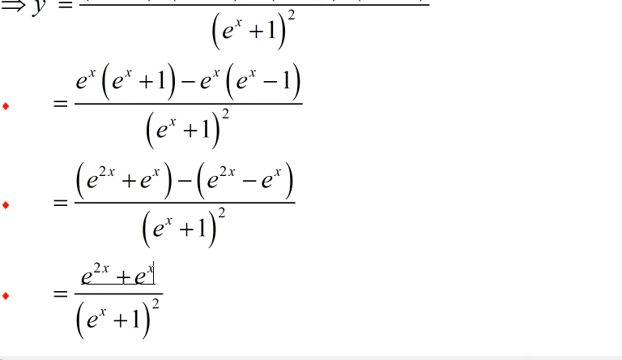 ⇒ y = / (e^x + 1)^2
= (e^x (e^x + 1) − e^x (e^x − 1)) / (e^x + 1)^2
= ((e^{2x} + e^x) − (e^{2x} − e^x)) / (e^x + 1)^2
= (e^{2x} + e^x) / (e^x + 1)^2